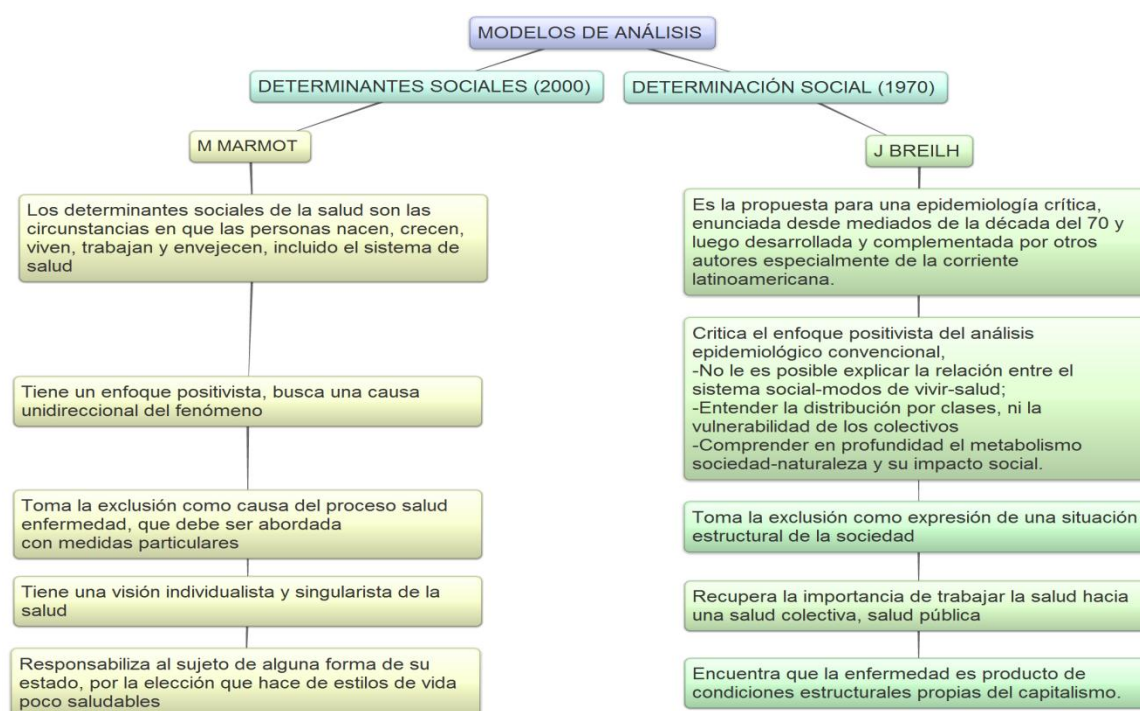 MODELOS DE ANÁLISIS
DETERMINANTES SOCIALES (2000)
DETERMINACIÓN SOCIAL (1970)
M MARMOT
Los determinantes sociales de la salud son las
circunstancias en que las personas nacen, crecen,
viven, trabajan y envejecen, incluido el sistema de
salud
Tiene un enfoque positivista, busca una causa
unidireccional del fenómeno
Toma la exclusión como causa del proceso salud
enfermedad, que debe ser abordada
con medidas particulares
Tiene una visión individualista y singularista de la
salud
Responsabiliza al sujeto de alguna forma de su
estado, por la elección que hace de estilos de vida
poco saludables
J BREILH
Es la propuesta para una epidemiología crítica,
enunciada desde mediados de la década del 70 y
luego desarrollada y complementada por otros
autores especialmente de la corriente
latinoamericana.
Critica el enfoque positivista del análisis
epidemiológico convencional,
-No le es posible explicar la relación entre el
sistema social-modos de vivir-salud;
-Entender la distribución por clases, ni la
vulnerabilidad de los colectivos
-Comprender en profundidad el metabolismo
sociedad-naturaleza y su impacto social.
Toma la exclusión como expresión de una situación
estructural de la sociedad
Recupera la importancia de trabajar la salud hacia
una salud colectiva, salud pública
Encuentra que la enfermedad es producto de
condiciones estructurales propias del capitalismo.